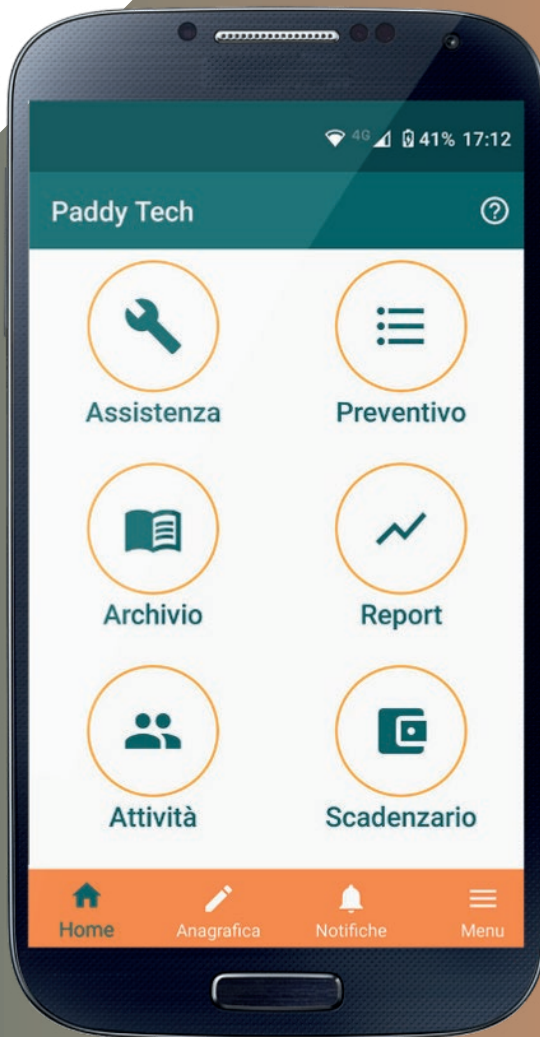 4G 41% 17:12
Paddy Tech
Assistenza Preventivo
Archivio Report
Attività Scadenzario
Home Anagrafica Notifiche Menu